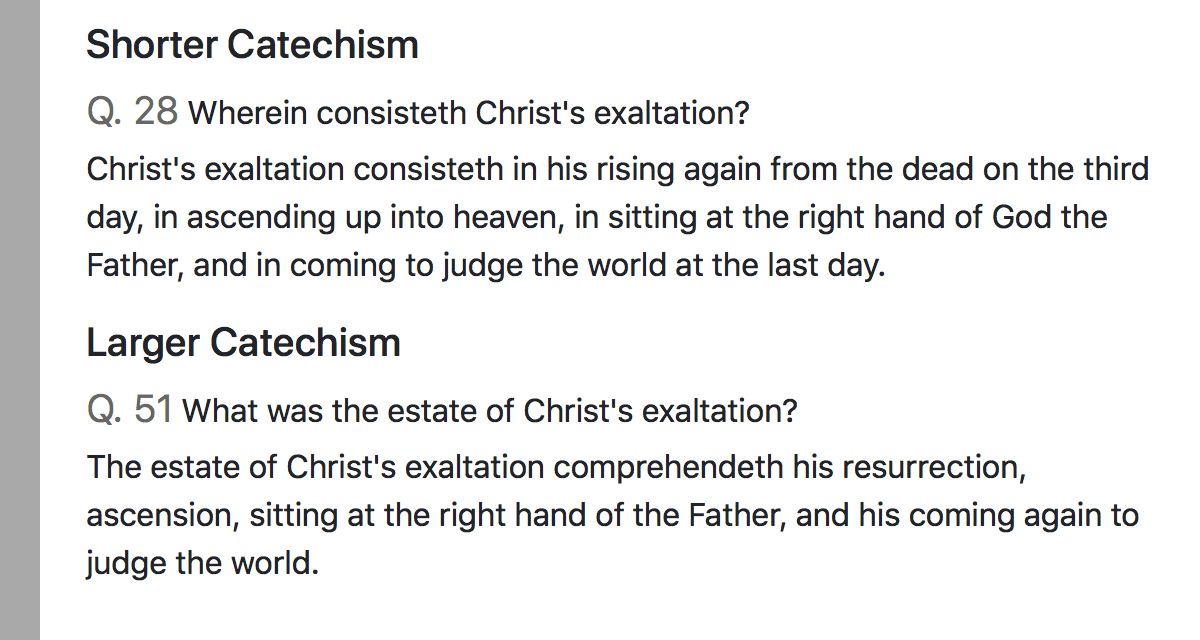 Shorter Catechism
Q. 28 Wherein consisteth Christ's exaltation?
Christ's exaltation consisteth in his rising again from the dead on the third
day, in ascending up into heaven, in sitting at the right hand of God the
Father, and in coming to judge the world at the last day.
Larger Catechism
Q. 51 What was the estate of Christ's exaltation?
The estate of Christ's exaltation comprehendeth his resurrection,
ascension, sitting at the right hand of the Father, and his coming again to
judge the world.